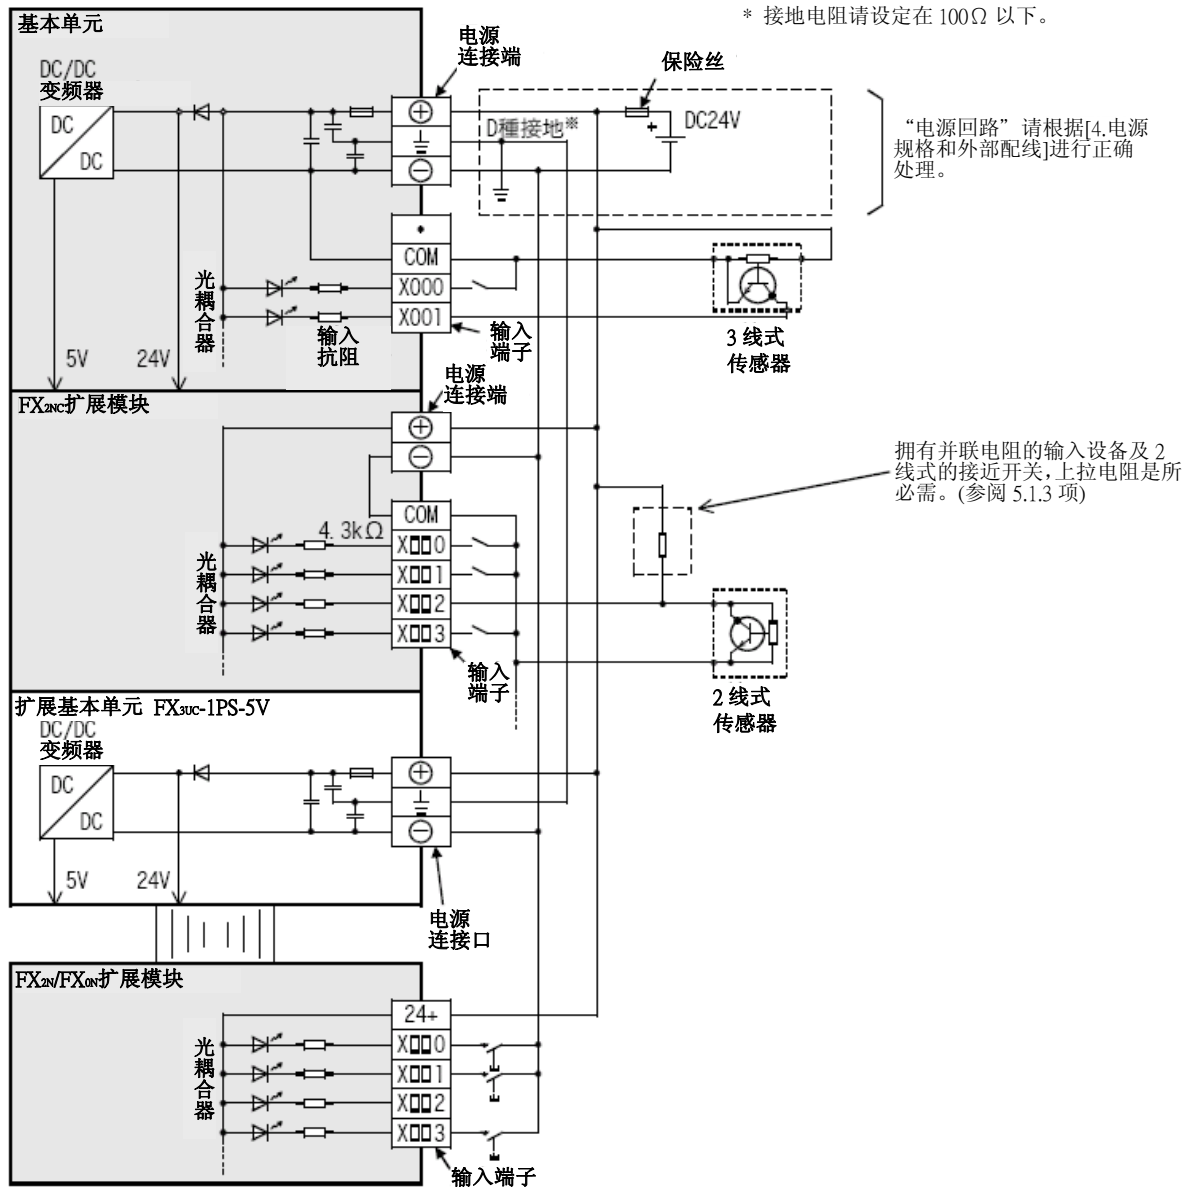 * 接地电阻请设定在 100Ω 以下。
基本单元
电源
连接端
DC/DC
变频器
DC
DC
保险丝
D種接地※
+
DC24V
“电源回路” 请根据[4.电源
规格和外部配线]进行正确
处理。
COM
X000
X001
光耦合器
输入
抗阻
输入
端子
3 线式
传感器
5V
24V
FX2NC扩展模块
电源
连接端
拥有并联电阻的输入设备及 2
线式的接近开关,上拉电阻是所
必需。(参阅 5.1.3 项)
COM
4.3kΩ
X□□0
X□□1
X□□2
X□□3
光耦合器
输入
端子
2 线式
传感器
扩展基本单元 FX3UC-1PS-5V
DC/DC
变频器
DC
DC
5V
24V
电源
连接口
FX2N/FX0N扩展模块
24+
X□□0
X□□1
X□□2
X□□3
光耦合器
输入端子